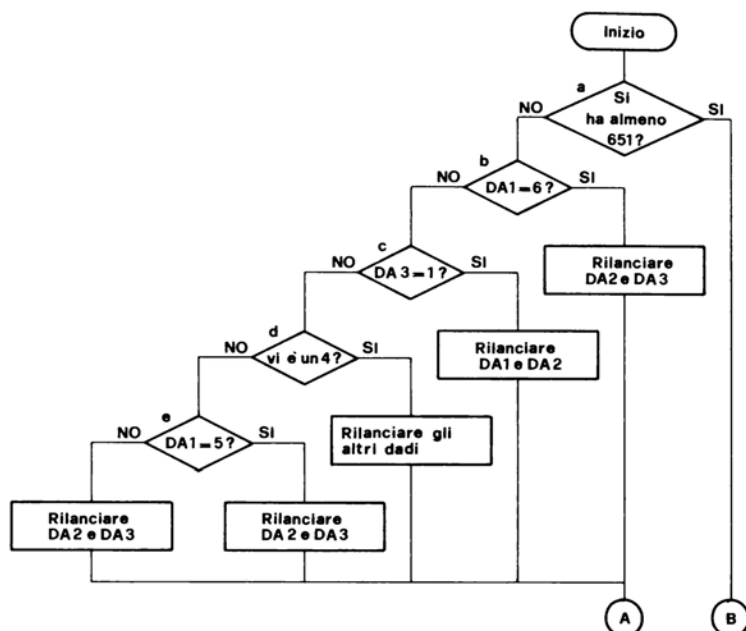 Inizio
a
NO
Si
SI
ha almeno
651?
b
NO
DA1=6?
SI
c
NO
DA3=1?
SI
Rilanciare
DA2 e DA3
d
NO
vi è un 4?
SI
Rilanciare
DA1 e DA2
e
NO
DA1=5?
SI
Rilanciare gli
altri dadi
Rilanciare
DA2 e DA3
Rilanciare
DA2 e DA3
A
B